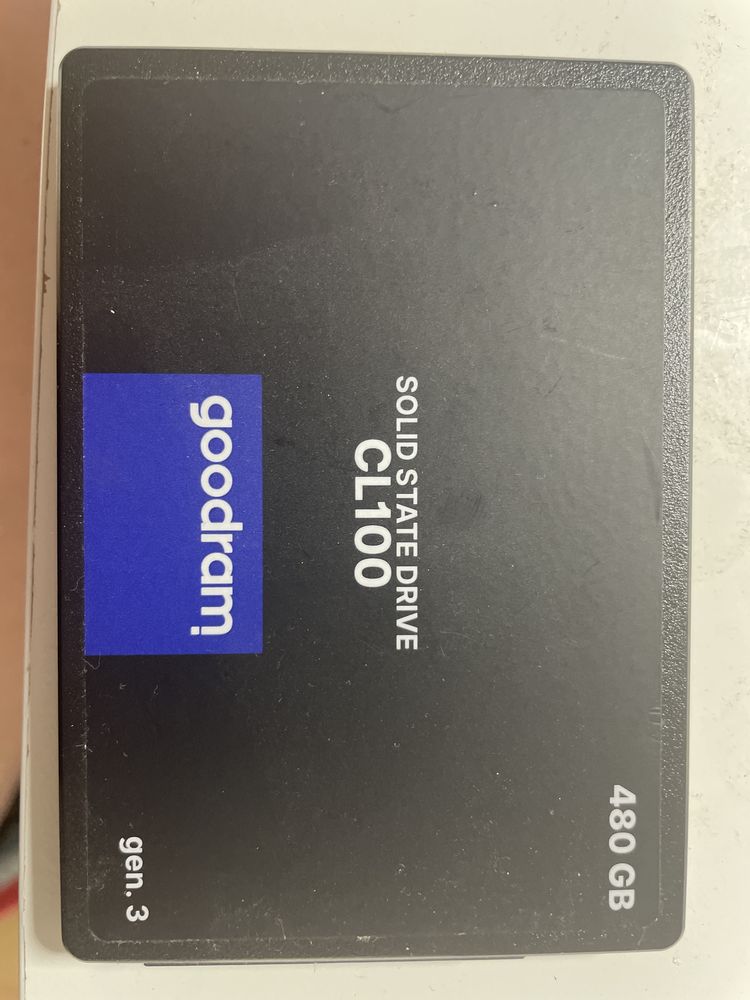 480 GB
SOLID STATE DRIVE
CL100
goodram
gen. 3